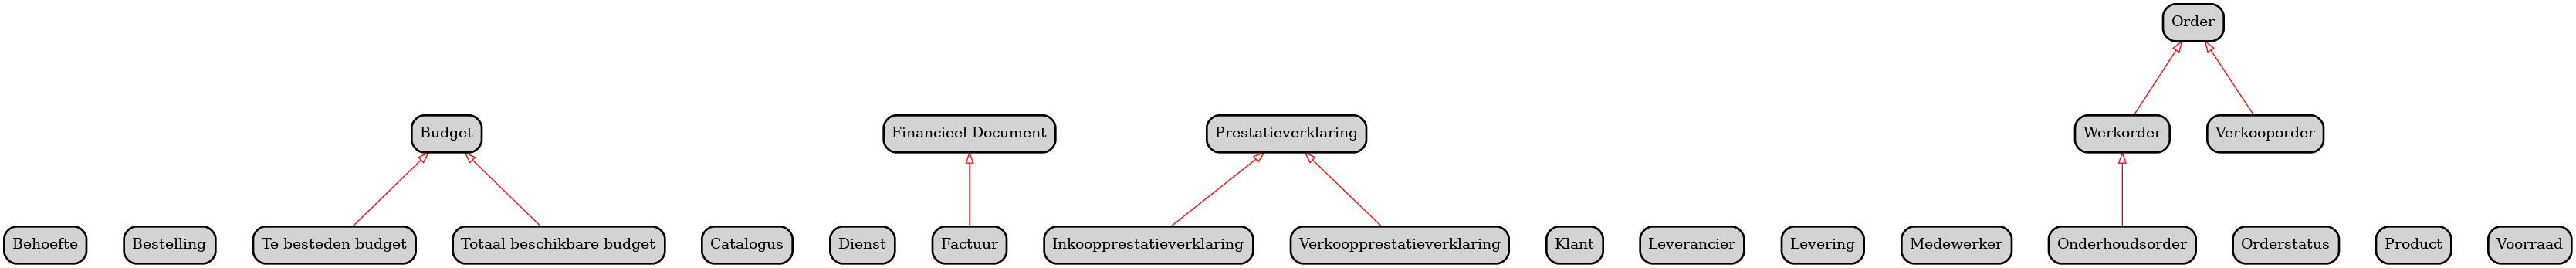 Order
Budget
Financieel Document
Prestatieverklaring
Werkorder
Verkooporder
Behoefte
Bestelling
Te besteden budget
Totaal beschikbare budget
Catalogus
Dienst
Factuur
Inkoopprestatieverklaring
Verkoopprestatieverklaring
Klant
Leverancier
Levering
Medewerker
Onderhoudsorder
Orderstatus
Product
Voorraad